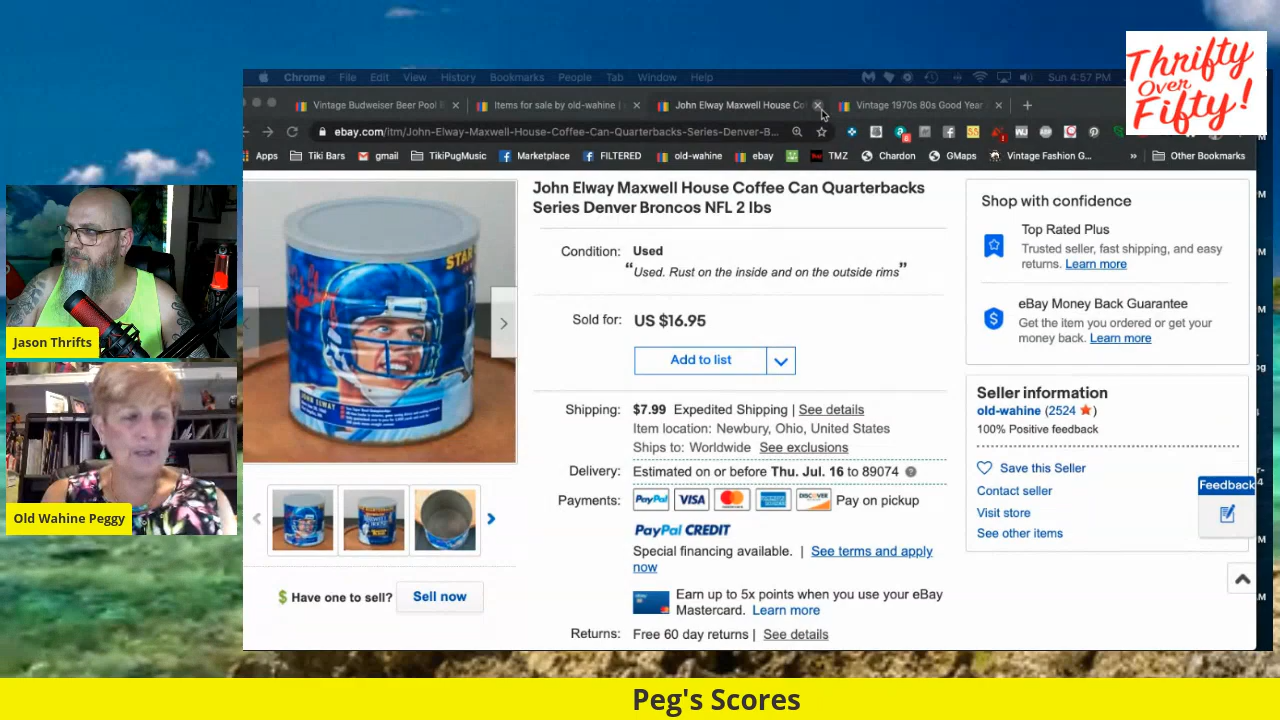 Thrifty
Over
Fifty!
Chrome File Edit View History Bookmarks People Tab Window Help
Sun 4:57 PM
Vintage Budweiser Beer Pool
Items for sale by old-wahine |
John Elway Maxwell House Co
Vintage 1970s 80s Good Year
ebay.com/itm/John-Elway-Maxwell-House-Coffee-Can-Quarterbacks-Series-Denver-B...
Apps Tiki Bars gmail TikiPugMusic Marketplace FILTERED old-wahine ebay TMZ Chardon GMaps Vintage Fashion G... » Other Bookmarks
John Elway Maxwell House Coffee Can Quarterbacks
Series Denver Broncos NFL 2 lbs
Condition: Used
"Used. Rust on the inside and on the outside rims"
Sold for: US $16.95
Add to list
Shipping: $7.99 Expedited Shipping | See details
Item location: Newbury, Ohio, United States
Ships to: Worldwide See exclusions
Delivery: Estimated on or before Thu. Jul. 16 to 89074
Payments: PayPal VISA DISCOVER Pay on pickup
PayPal CREDIT
Special financing available. | See terms and apply
now
Earn up to 5x points when you use your eBay
Mastercard. Learn more
Returns: Free 60 day returns | See details
Shop with confidence
Top Rated Plus
Trusted seller, fast shipping, and easy
returns. Learn more
eBay Money Back Guarantee
Get the item you ordered or get your
money back. Learn more
Seller information
old-wahine (2524 )
100% Positive feedback
Save this Seller
Contact seller
Visit store
See other items
Feedback
STAR
JOHN ELWAY
Have one to sell? Sell now
Jason Thrifts
Old Wahine Peggy
Peg's Scores